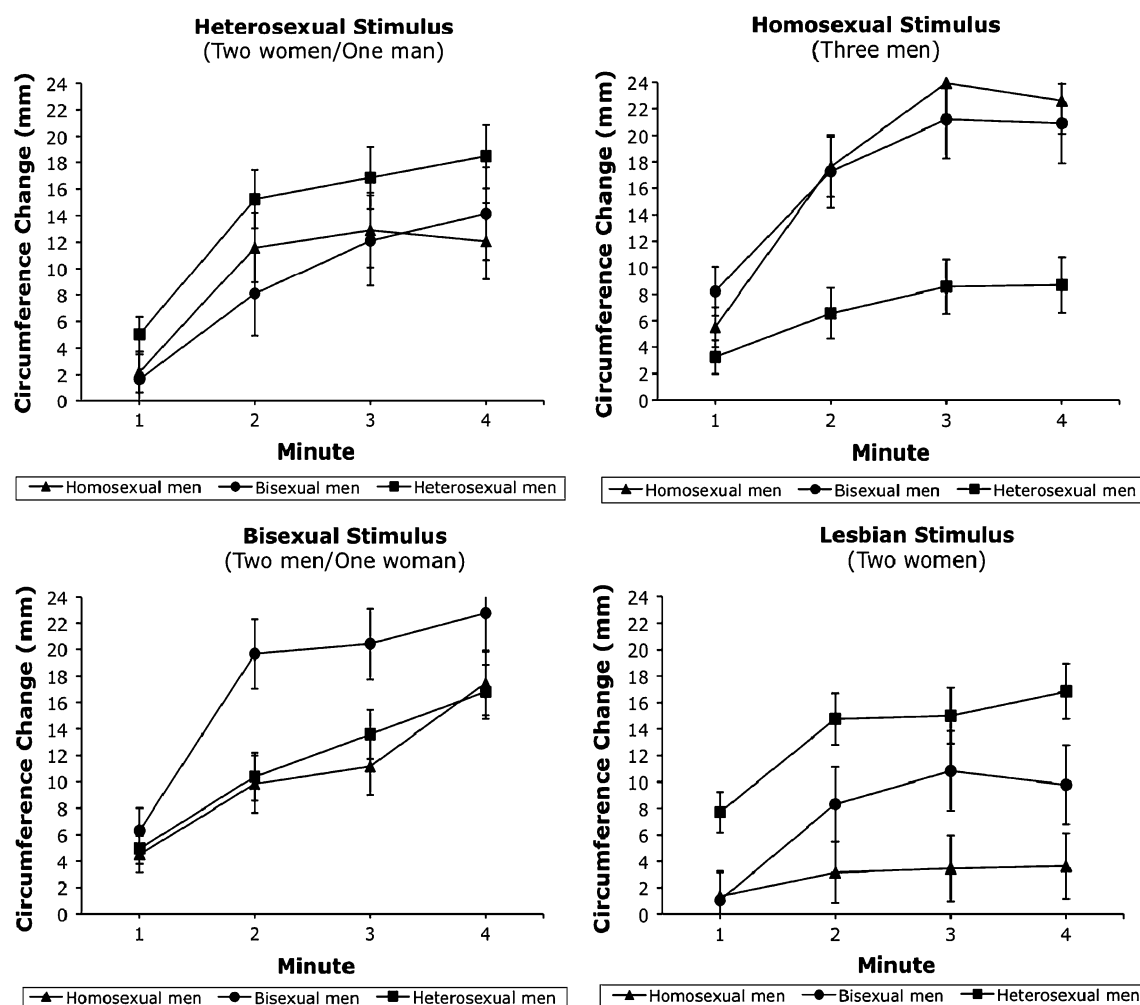 Heterosexual Stimulus
(Two women/One man)
Circumference Change (mm)
24
22
20
18
16
14
12
10
8
6
4
2
0
1 2 3 4
Minute
Homosexual men Bisexual men Heterosexual men
Homosexual Stimulus
(Three men)
Circumference Change (mm)
24
22
20
18
16
14
12
10
8
6
4
2
0
1 2 3 4
Minute
Homosexual men Bisexual men Heterosexual men
Bisexual Stimulus
(Two men/One woman)
Circumference Change (mm)
24
22
20
18
16
14
12
10
8
6
4
2
0
1 2 3 4
Minute
Homosexual men Bisexual men Heterosexual men
Lesbian Stimulus
(Two women)
Circumference Change (mm)
24
22
20
18
16
14
12
10
8
6
4
2
0
1 2 3 4
Minute
Homosexual men Bisexual men Heterosexual men